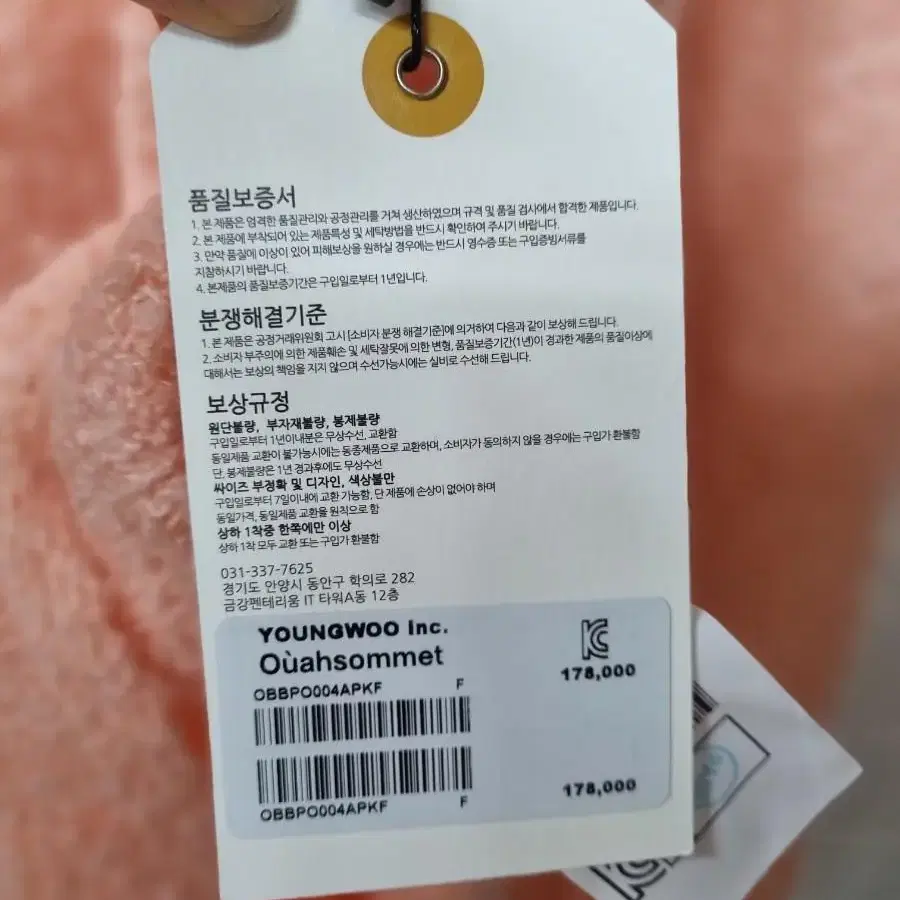 품질보증서
1. 본 제품은 엄격한 품질관리와 공정관리를 거쳐 생산하였으며 규격 및 품질 검사에서 합격한 제품입니다.
2. 본 제품에 부착되어 있는 제품특성 및 세탁방법을 반드시 확인하여 주시기 바랍니다.
3. 만약 품질에 이상이 있어 피해보상을 원하실 경우에는 반드시 영수증 또는 구입증빙서류를
지참하시기 바랍니다.
4. 본제품의 품질보증기간은 구입일로부터 1년입니다.
분쟁해결기준
1. 본 제품은 공정거래위원회 고시 [소비자 분쟁 해결기준]에 의거하여 다음과 같이 보상해 드립니다.
2. 소비자 부주의에 의한 제품훼손 및 세탁잘못에 의한 변형, 품질보증기간(1년)이 경과한 제품의 품질이상에
대해서는 보상의 책임을 지지 않으며 수선가능시에는 실비로 수선해 드립니다.
보상규정
원단불량, 부자재불량, 봉제불량
구입일로부터 1년이내분은 무상수선, 교환함
동일제품 교환이 불가능시에는 동종제품으로 교환하며, 소비자가 동의하지 않을 경우에는 구입가 환불함
단, 봉제불량은 1년 경과후에도 무상수선
싸이즈 부정확 및 디자인, 색상불만
구입일로부터 7일이내에 교환 가능함, 단 제품에 손상이 없어야 하며
동일가격, 동일제품 교환을 원칙으로 함
상하 1착중 한쪽에만 이상
상하 1착 모두 교환 또는 구입가 환불함
031-337-7625
경기도 안양시 동안구 학의로 282
금강펜테리움 IT 타워A동 12층
YOUNGWOO Inc.
Oùahsommet
KC
178,000
OBBPO004APKF F
OBBPO004APKF F
178,000